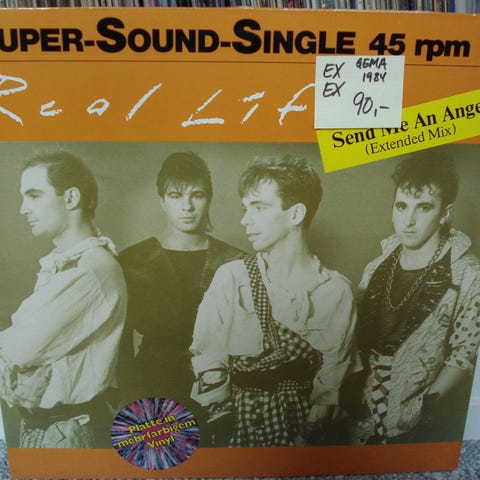 UPER-SOUND-SINGLE 45 rpm
Real Lif
EX GEMA
EX 1984
90,-
Send Me An Ange
(Extended Mix)
Platte in
mehrfarbigem
Vinyl